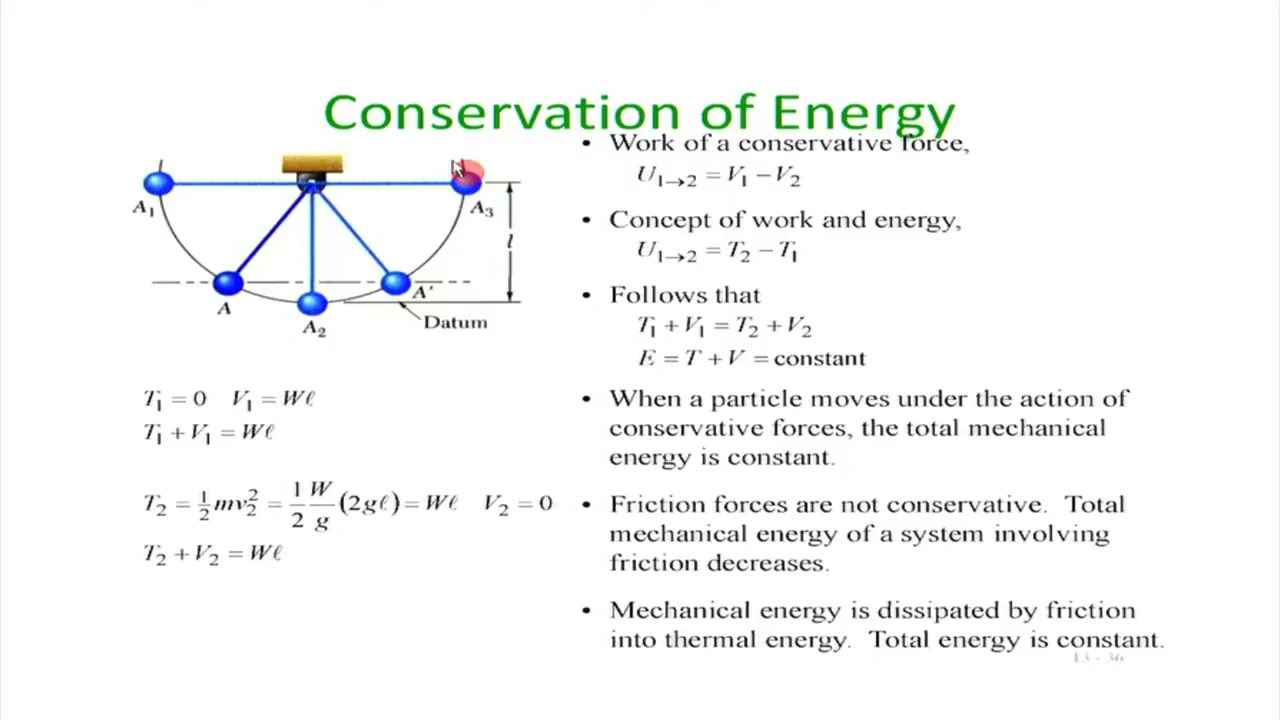 Conservation of Energy
A₁
A₃
l
A
A₂
A'
Datum
T₁ = 0 V₁ = Wℓ
T₁ + V₁ = Wℓ
T₂ = ½mv₂² = 1/2 W/g (2gℓ) = Wℓ V₂ = 0
T₂ + V₂ = Wℓ
• Work of a conservative force,
U₁→₂ = V₁ − V₂
• Concept of work and energy,
U₁→₂ = T₂ − T₁
• Follows that
T₁ + V₁ = T₂ + V₂
E = T + V = constant
• When a particle moves under the action of
conservative forces, the total mechanical
energy is constant.
• Friction forces are not conservative. Total
mechanical energy of a system involving
friction decreases.
• Mechanical energy is dissipated by friction
into thermal energy. Total energy is constant.
13 - 36